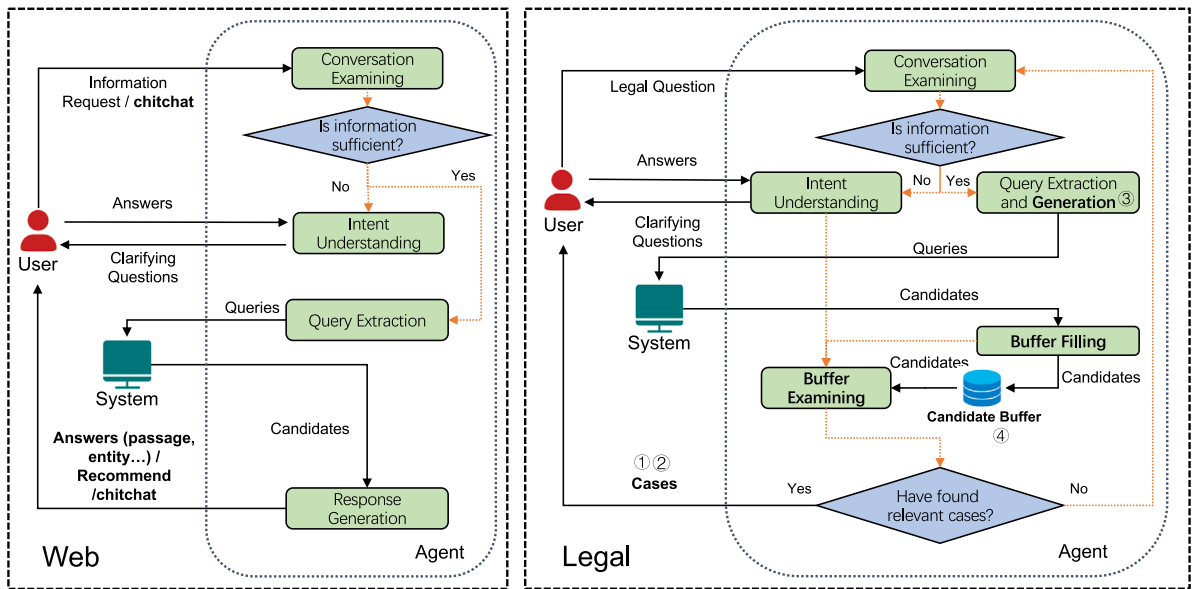 Conversation
Examining
Information
Request / chitchat
Is information
sufficient?
No
Yes
Answers
Intent
Understanding
User
Clarifying
Questions
Queries
Query Extraction
System
Candidates
Answers (passage,
entity...) /
Recommend
/chitchat
Response
Generation
Web
Agent
Conversation
Examining
Legal Question
Is information
sufficient?
Answers
No
Yes
Intent
Understanding
Query Extraction
and Generation③
User
Clarifying
Questions
Queries
Candidates
System
Buffer Filling
Candidates
Candidates
Buffer
Examining
Candidate Buffer
④
①②
Cases
Yes
Have found
relevant cases?
No
Legal
Agent